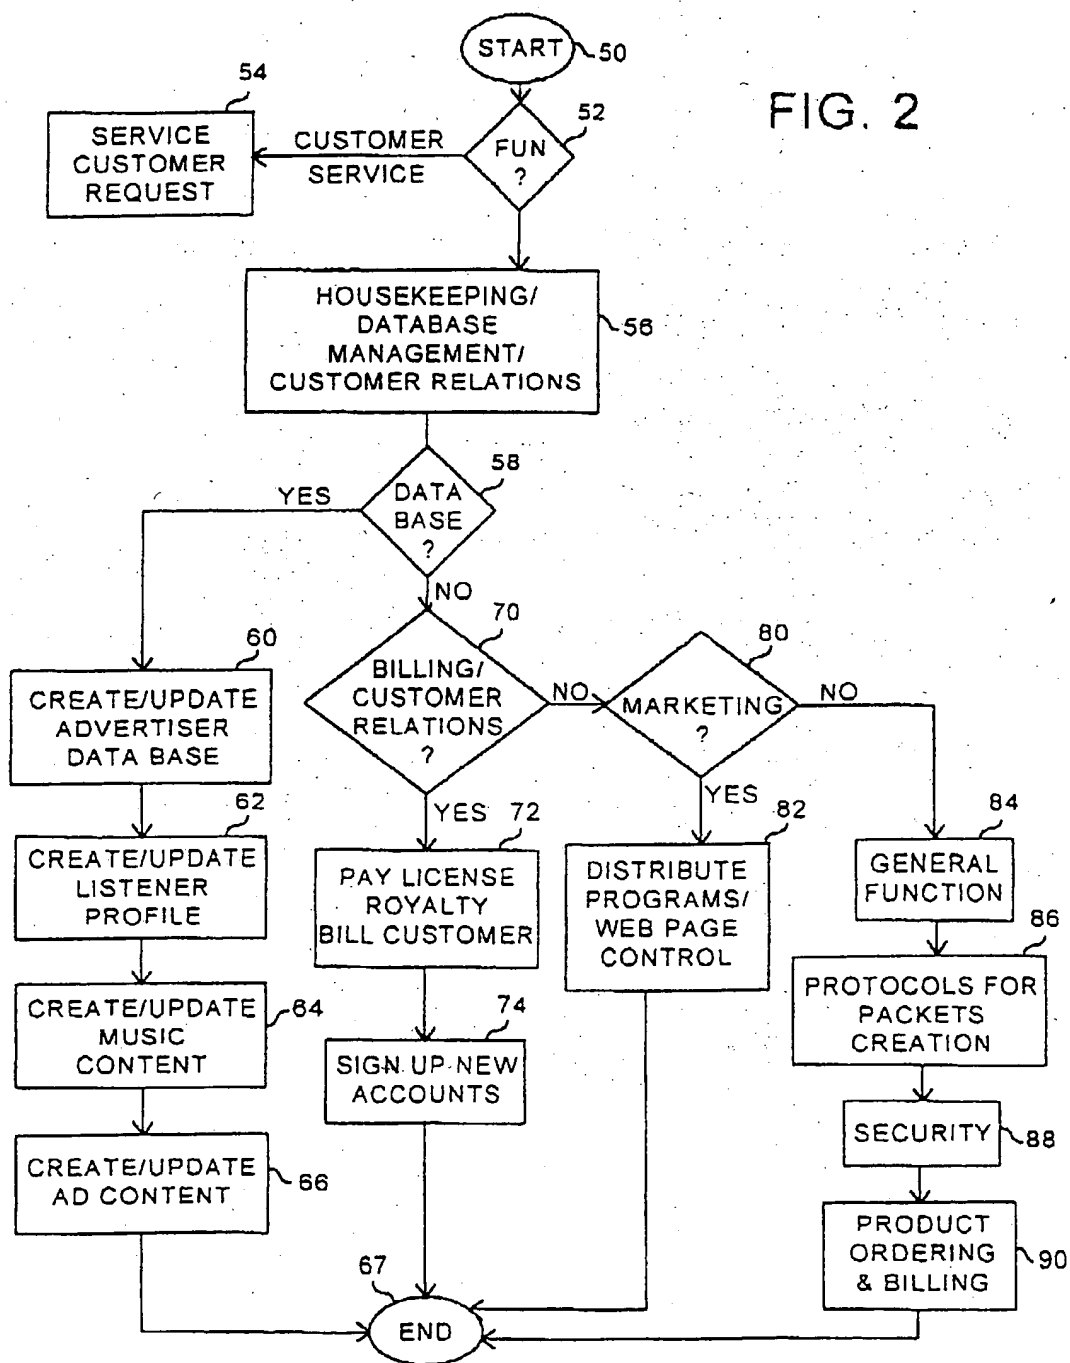 START
50
FIG. 2
54
52
SERVICE
CUSTOMER
REQUEST
CUSTOMER
SERVICE
FUN
?
HOUSEKEEPING/
DATABASE
MANAGEMENT/
CUSTOMER RELATIONS
56
58
DATA
BASE
?
YES
NO
60
CREATE/UPDATE
ADVERTISER
DATA BASE
70
BILLING/
CUSTOMER
RELATIONS
?
NO
80
MARKETING
?
NO
YES
YES
62
CREATE/UPDATE
LISTENER
PROFILE
72
PAY LICENSE
ROYALTY
BILL CUSTOMER
82
DISTRIBUTE
PROGRAMS/
WEB PAGE
CONTROL
84
GENERAL
FUNCTION
86
PROTOCOLS FOR
PACKETS
CREATION
CREATE/UPDATE
MUSIC
CONTENT
64
74
SIGN UP NEW
ACCOUNTS
SECURITY
88
CREATE/UPDATE
AD CONTENT
66
PRODUCT
ORDERING
& BILLING
90
67
END